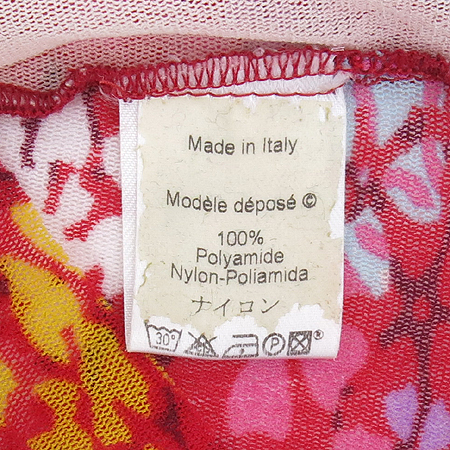 Made in Italy
Modèle déposé ©
100%
Polyamide
Nylon-Poliamida
ナイロン
30° P